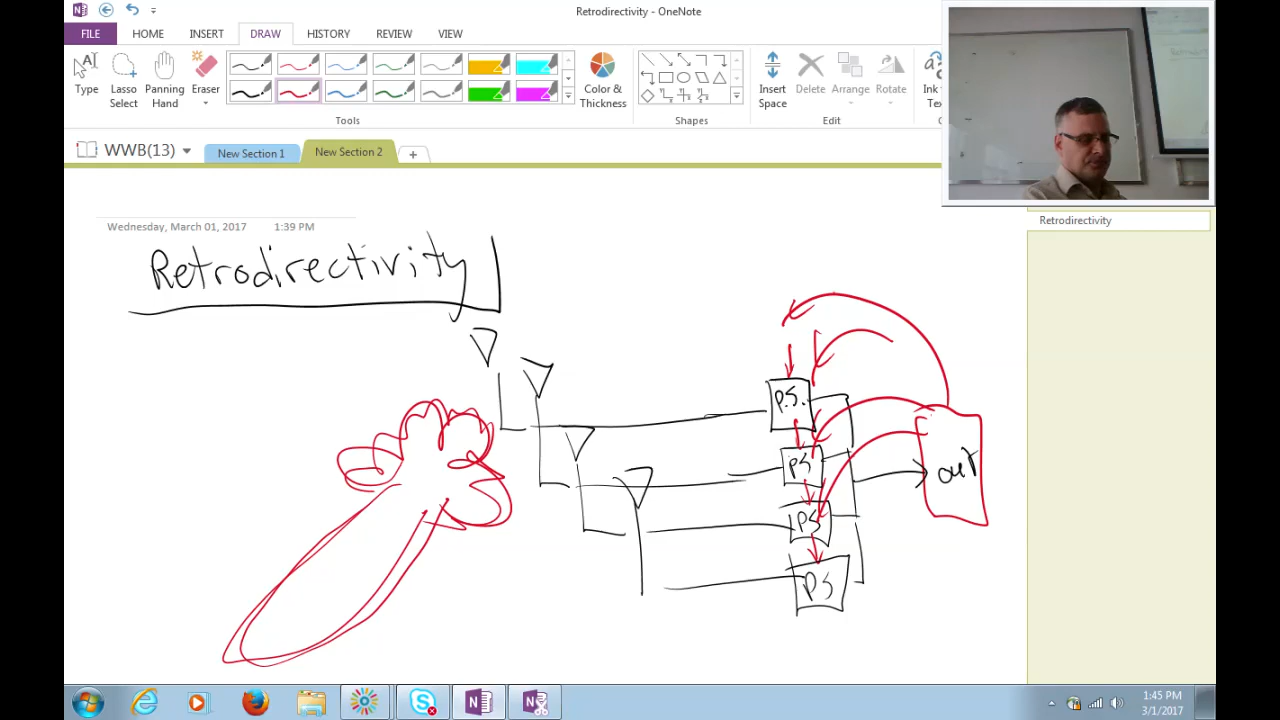 Retrodirectivity - OneNote
FILE HOME INSERT DRAW HISTORY REVIEW VIEW
Type
Lasso Select
Panning Hand
Eraser
Color & Thickness
Insert Space
Delete
Arrange
Rotate
Ink to
Tools
Shapes
Edit
WWB(13)
New Section 1
New Section 2
Wednesday, March 01, 2017 1:39 PM
Retrodirectivity
Retrodirectivity
P.S.
PS
PS
PS
out
1:45 PM
3/1/2017